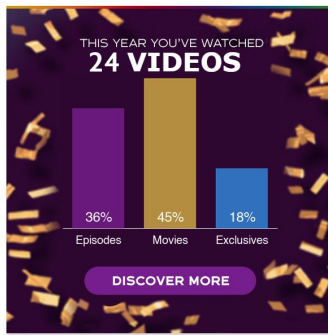 THIS YEAR YOU'VE WATCHED
24 VIDEOS
36% 45% 18%
Episodes Movies Exclusives
DISCOVER MORE